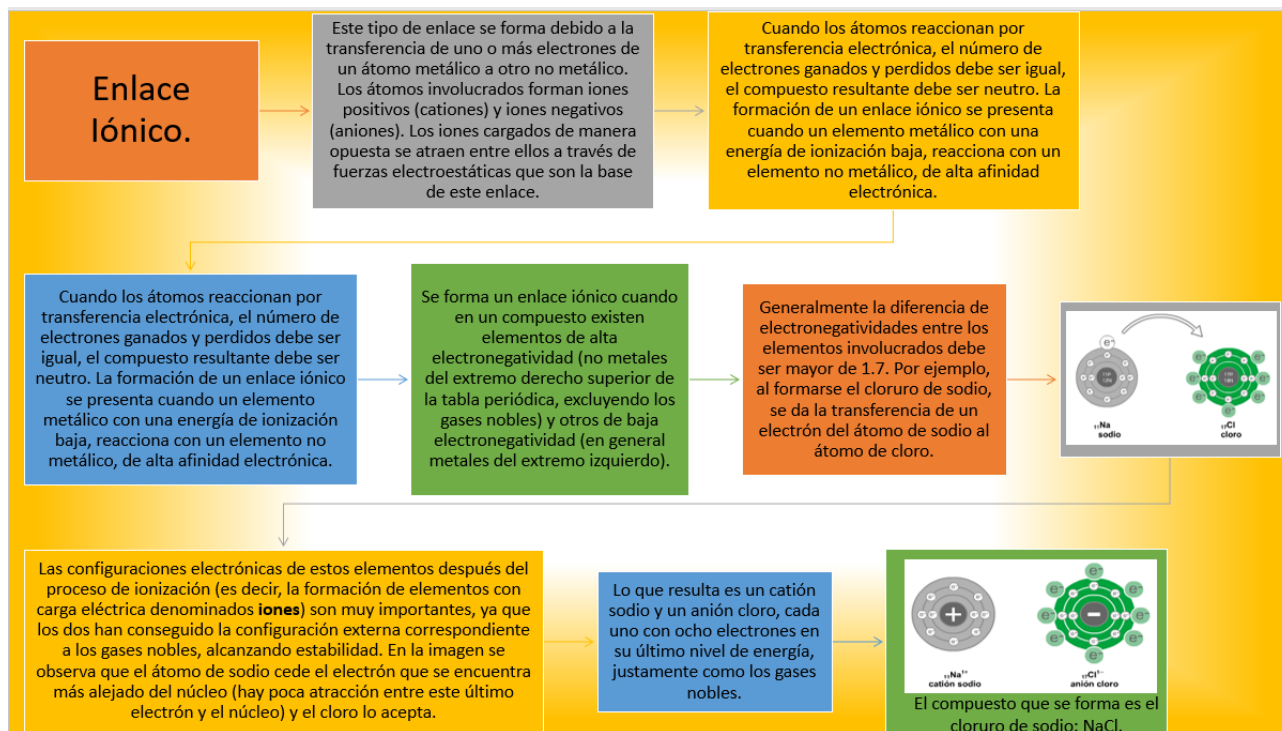 Enlace
Iónico.
Este tipo de enlace se forma debido a la
transferencia de uno o más electrones de
un átomo metálico a otro no metálico.
Los átomos involucrados forman iones
positivos (cationes) y iones negativos
(aniones). Los iones cargados de manera
opuesta se atraen entre ellos a través de
fuerzas electroestáticas que son la base
de este enlace.
Cuando los átomos reaccionan por
transferencia electrónica, el número de
electrones ganados y perdidos debe ser igual,
el compuesto resultante debe ser neutro. La
formación de un enlace iónico se presenta
cuando un elemento metálico con una
energía de ionización baja, reacciona con un
elemento no metálico, de alta afinidad
electrónica.
Cuando los átomos reaccionan por
transferencia electrónica, el número de
electrones ganados y perdidos debe ser
igual, el compuesto resultante debe ser
neutro. La formación de un enlace iónico
se presenta cuando un elemento
metálico con una energía de ionización
baja, reacciona con un elemento no
metálico, de alta afinidad electrónica.
Se forma un enlace iónico cuando
en un compuesto existen
elementos de alta
electronegatividad (no metales
del extremo derecho superior de
la tabla periódica, excluyendo los
gases nobles) y otros de baja
electronegatividad (en general
metales del extremo izquierdo).
Generalmente la diferencia de
electronegatividades entre los
elementos involucrados debe
ser mayor de 1.7. Por ejemplo,
al formarse el cloruro de sodio,
se da la transferencia de un
electrón del átomo de sodio al
átomo de cloro.
e⁻
e⁻ e⁻
e⁻ e⁻
e⁻ e⁻
e⁻
₁₁Na
sodio
₁₇Cl
cloro
Las configuraciones electrónicas de estos elementos después del
proceso de ionización (es decir, la formación de elementos con
carga eléctrica denominados iones) son muy importantes, ya que
los dos han conseguido la configuración externa correspondiente
a los gases nobles, alcanzando estabilidad. En la imagen se
observa que el átomo de sodio cede el electrón que se encuentra
más alejado del núcleo (hay poca atracción entre este último
electrón y el núcleo) y el cloro lo acepta.
Lo que resulta es un catión
sodio y un anión cloro, cada
uno con ocho electrones en
su último nivel de energía,
justamente como los gases
nobles.
e⁻
e⁻ e⁻
+ − e⁻ e⁻
e⁻ e⁻
e⁻
₁₁Na¹⁺
catión sodio
₁₇Cl¹⁻
anión cloro
El compuesto que se forma es el
cloruro de sodio: NaCl.